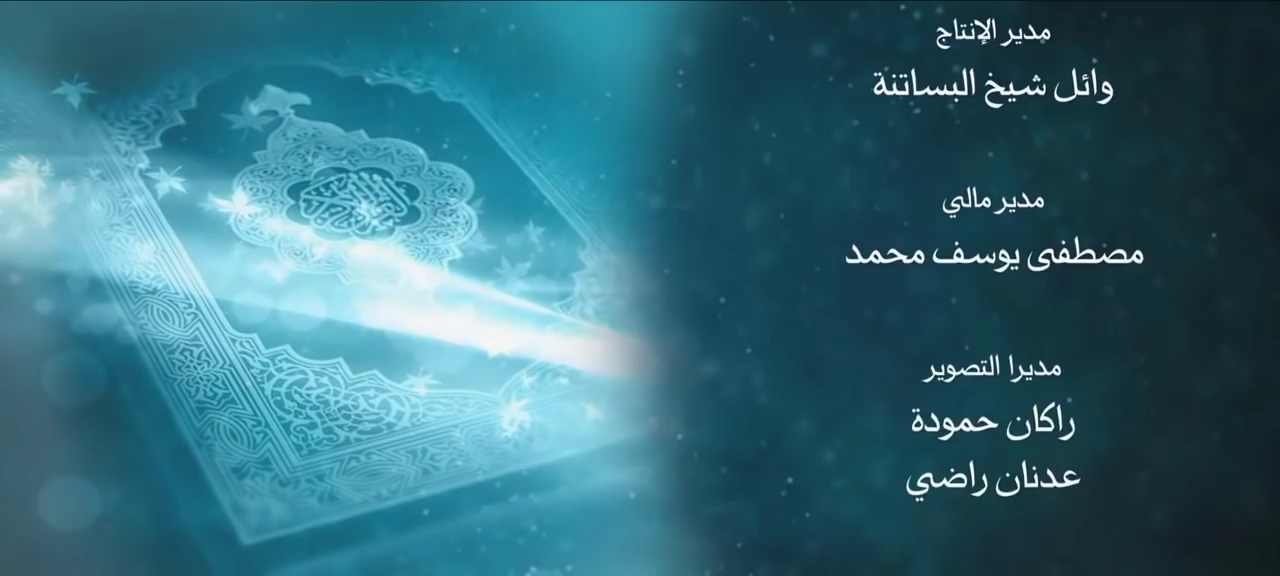 مدير الإنتاج
وائل شيخ البساتنة
مدير مالي
مصطفى يوسف محمد
مديرا التصوير
راكان حمودة
عدنان راضي